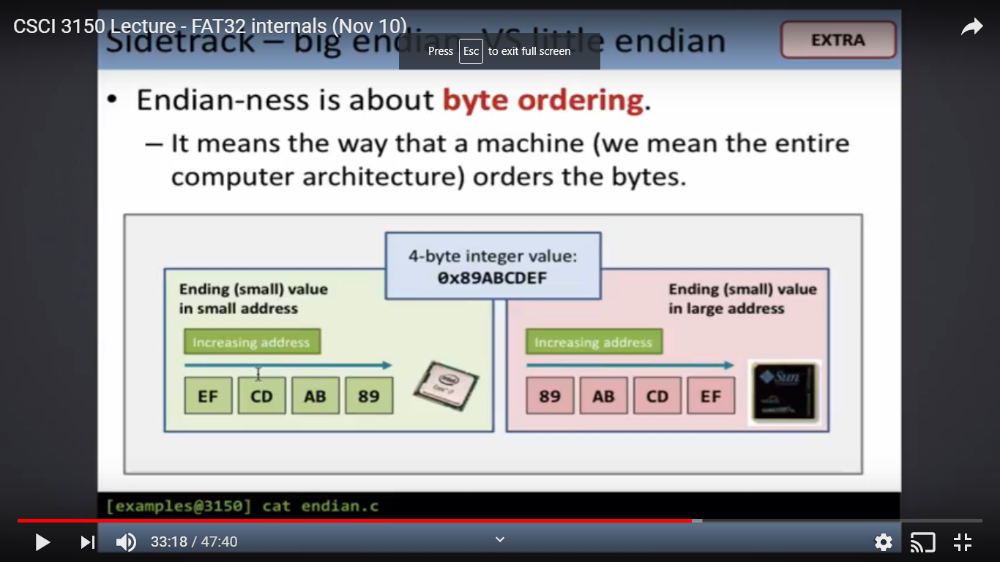 CSCI 3150 Lecture - FAT32 internals (Nov 10)
Sidetrack – big endian VS little endian
EXTRA
Press Esc to exit full screen
• Endian-ness is about byte ordering.
– It means the way that a machine (we mean the entire
computer architecture) orders the bytes.
4-byte integer value:
0x89ABCDEF
Ending (small) value
in small address
Increasing address
EF CD AB 89
intel
Ending (small) value
in large address
Increasing address
89 AB CD EF
Sun
[examples@3150] cat endian.c
33:18 / 47:40